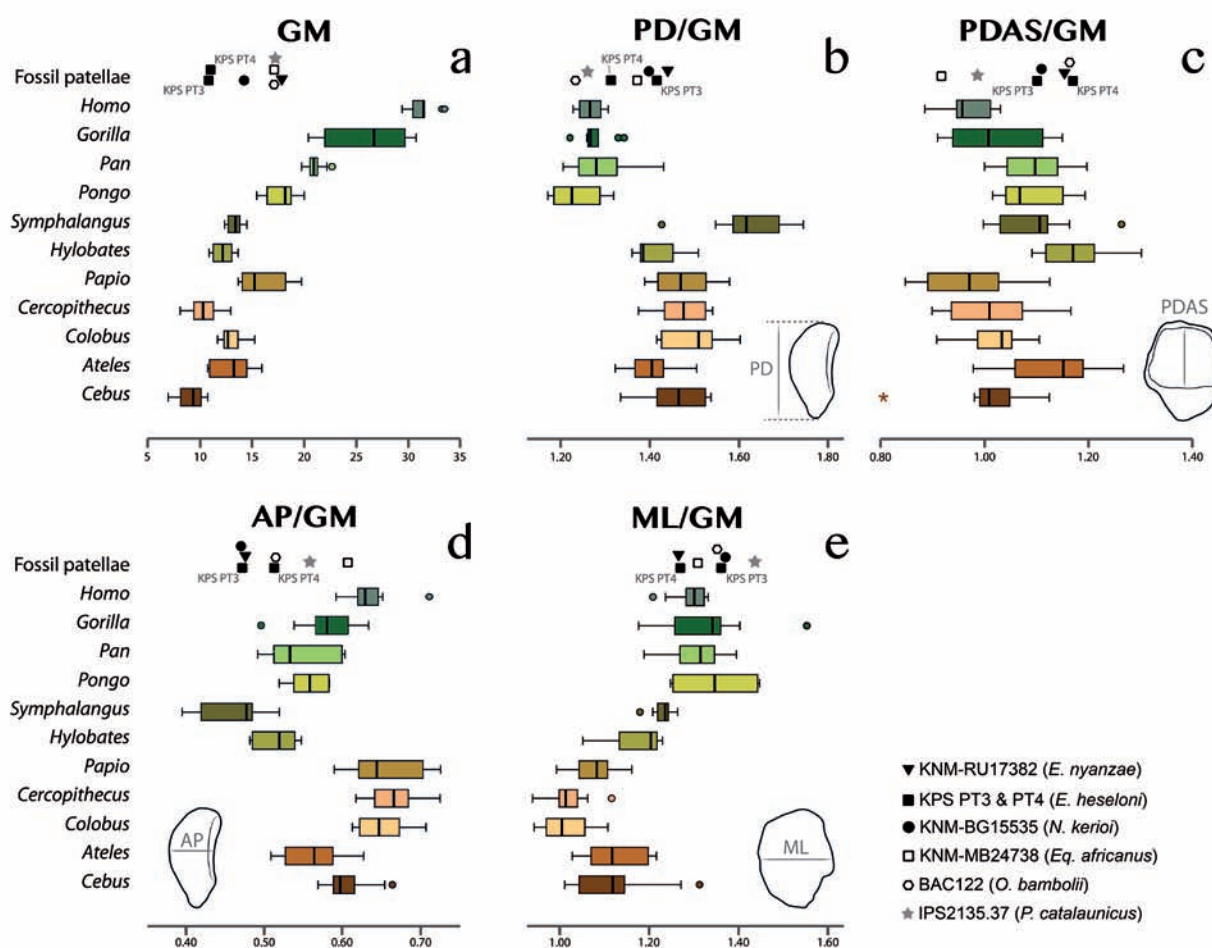 GM
PD/GM
PDAS/GM
a
b
c
KPS PT4
KPS PT4
Fossil patellae
KPS PT3
KPS PT3
KPS PT3
KPS PT4
Homo
Gorilla
Pan
Pongo
Symphalangus
Hylobates
Papio
Cercopithecus
Colobus
Ateles
Cebus
PD
PDAS
*
5 10 15 20 25 30 35
1.20 1.40 1.60 1.80
0.80 1.00 1.20 1.40
AP/GM
ML/GM
d
e
Fossil patellae
KPS PT3
KPS PT4
KPS PT4
KPS PT3
Homo
Gorilla
Pan
Pongo
Symphalangus
Hylobates
Papio
Cercopithecus
Colobus
Ateles
Cebus
AP
ML
0.40 0.50 0.60 0.70
1.00 1.20 1.40 1.60
KNM-RU17382 (E. nyanzae)
KPS PT3 & PT4 (E. heseloni)
KNM-BG15535 (N. kerioi)
KNM-MB24738 (Eq. africanus)
BAC122 (O. bambolii)
IPS2135.37 (P. catalaunicus)